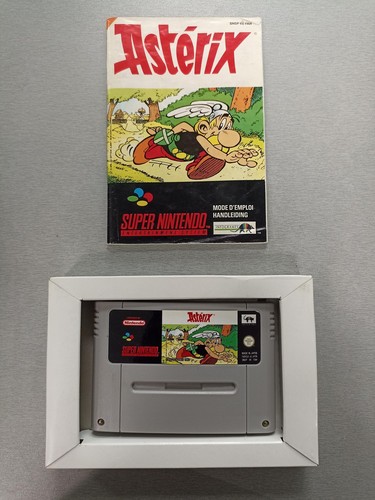 Astérix
SUPER NINTENDO
ENTERTAINMENT SYSTEM
MODE D'EMPLOI
HANDLEIDING
Nintendo
Astérix
SUPER NINTENDO